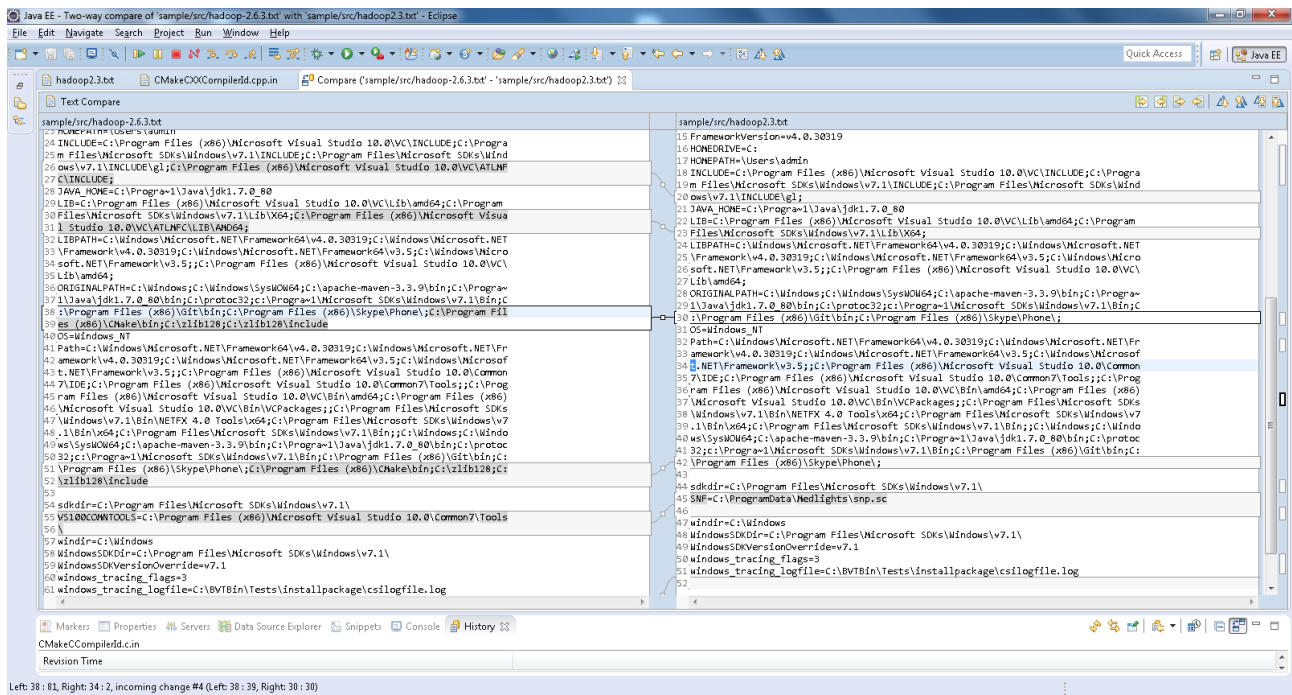 Java EE - Two-way compare of 'sample/src/hadoop-2.6.3.txt' with 'sample/src/hadoop2.3.txt' - Eclipse
File Edit Navigate Search Project Run Window Help
Quick Access
Java EE
hadoop2.3.txt
CMakeCXXCompilerId.cpp.in
Compare ('sample/src/hadoop-2.6.3.txt' - 'sample/src/hadoop2.3.txt')
Text Compare
sample/src/hadoop-2.6.3.txt
23 HOMEPATH=\Users\admin
24 INCLUDE=C:\Program Files (x86)\Microsoft Visual Studio 10.0\VC\INCLUDE;C:\Progra
25 m Files\Microsoft SDKs\Windows\v7.1\INCLUDE;C:\Program Files\Microsoft SDKs\Wind
26 ows\v7.1\INCLUDE\gl;C:\Program Files (x86)\Microsoft Visual Studio 10.0\VC\ATLMF
27 C\INCLUDE;
28 JAVA_HOME=C:\Progra~1\Java\jdk1.7.0_80
29 LIB=C:\Program Files (x86)\Microsoft Visual Studio 10.0\VC\Lib\amd64;C:\Program
30 Files\Microsoft SDKs\Windows\v7.1\Lib\X64;C:\Program Files (x86)\Microsoft Visua
31 l Studio 10.0\VC\ATLMFC\LIB\AMD64;
32 LIBPATH=C:\Windows\Microsoft.NET\Framework64\v4.0.30319;C:\Windows\Microsoft.NET
33 \Framework\v4.0.30319;C:\Windows\Microsoft.NET\Framework64\v3.5;C:\Windows\Micro
34 soft.NET\Framework\v3.5;;C:\Program Files (x86)\Microsoft Visual Studio 10.0\VC\
35 Lib\amd64;
36 ORIGINALPATH=C:\Windows;C:\Windows\SysWOW64;C:\apache-maven-3.3.9\bin;C:\Progra~
37 1\Java\jdk1.7.0_80\bin;C:\protoc32;c:\Progra~1\Microsoft SDKs\Windows\v7.1\Bin;C
38 :\Program Files (x86)\Git\bin;C:\Program Files (x86)\Skype\Phone\;C:\Program Fil
39 es (x86)\CMake\bin;C:\zlib128;C:\zlib128\include
40 OS=Windows_NT
41 Path=C:\Windows\Microsoft.NET\Framework64\v4.0.30319;C:\Windows\Microsoft.NET\Fr
42 amework\v4.0.30319;C:\Windows\Microsoft.NET\Framework64\v3.5;C:\Windows\Microsof
43 t.NET\Framework\v3.5;;C:\Program Files (x86)\Microsoft Visual Studio 10.0\Common
44 7\IDE;C:\Program Files (x86)\Microsoft Visual Studio 10.0\Common7\Tools;;C:\Prog
45 ram Files (x86)\Microsoft Visual Studio 10.0\VC\Bin\amd64;C:\Program Files (x86)
46 \Microsoft Visual Studio 10.0\VC\Bin\VCPackages;;C:\Program Files\Microsoft SDKs
47 \Windows\v7.1\Bin\NETFX 4.0 Tools\x64;C:\Program Files\Microsoft SDKs\Windows\v7
48 .1\Bin\x64;C:\Program Files\Microsoft SDKs\Windows\v7.1\Bin;;C:\Windows;C:\Windo
49 ws\SysWOW64;C:\apache-maven-3.3.9\bin;C:\Progra~1\Java\jdk1.7.0_80\bin;C:\protoc
50 32;c:\Progra~1\Microsoft SDKs\Windows\v7.1\Bin;C:\Program Files (x86)\Git\bin;C:
51 \Program Files (x86)\Skype\Phone\;C:\Program Files (x86)\CMake\bin;C:\zlib128;C:
52 \zlib128\include
53
54 sdkdir=C:\Program Files\Microsoft SDKs\Windows\v7.1\
55 VS100COMNTOOLS=C:\Program Files (x86)\Microsoft Visual Studio 10.0\Common7\Tools
56 \
57 windir=C:\Windows
58 WindowsSDKDir=C:\Program Files\Microsoft SDKs\Windows\v7.1\
59 WindowsSDKVersionOverride=v7.1
60 windows_tracing_flags=3
61 windows_tracing_logfile=C:\BVTBin\Tests\installpackage\csilogfile.log
sample/src/hadoop2.3.txt
15 FrameworkVersion=v4.0.30319
16 HOMEDRIVE=C:
17 HOMEPATH=\Users\admin
18 INCLUDE=C:\Program Files (x86)\Microsoft Visual Studio 10.0\VC\INCLUDE;C:\Progra
19 m Files\Microsoft SDKs\Windows\v7.1\INCLUDE;C:\Program Files\Microsoft SDKs\Wind
20 ows\v7.1\INCLUDE\gl;
21 JAVA_HOME=C:\Progra~1\Java\jdk1.7.0_80
22 LIB=C:\Program Files (x86)\Microsoft Visual Studio 10.0\VC\Lib\amd64;C:\Program
23 Files\Microsoft SDKs\Windows\v7.1\Lib\X64;
24 LIBPATH=C:\Windows\Microsoft.NET\Framework64\v4.0.30319;C:\Windows\Microsoft.NET
25 \Framework\v4.0.30319;C:\Windows\Microsoft.NET\Framework64\v3.5;C:\Windows\Micro
26 soft.NET\Framework\v3.5;;C:\Program Files (x86)\Microsoft Visual Studio 10.0\VC\
27 Lib\amd64;
28 ORIGINALPATH=C:\Windows;C:\Windows\SysWOW64;C:\apache-maven-3.3.9\bin;C:\Progra~
29 1\Java\jdk1.7.0_80\bin;C:\protoc32;c:\Progra~1\Microsoft SDKs\Windows\v7.1\Bin;C
30 :\Program Files (x86)\Git\bin;C:\Program Files (x86)\Skype\Phone\;
31 OS=Windows_NT
32 Path=C:\Windows\Microsoft.NET\Framework64\v4.0.30319;C:\Windows\Microsoft.NET\Fr
33 amework\v4.0.30319;C:\Windows\Microsoft.NET\Framework64\v3.5;C:\Windows\Microsof
34 t.NET\Framework\v3.5;;C:\Program Files (x86)\Microsoft Visual Studio 10.0\Common
35 7\IDE;C:\Program Files (x86)\Microsoft Visual Studio 10.0\Common7\Tools;;C:\Prog
36 ram Files (x86)\Microsoft Visual Studio 10.0\VC\Bin\amd64;C:\Program Files (x86)
37 \Microsoft Visual Studio 10.0\VC\Bin\VCPackages;;C:\Program Files\Microsoft SDKs
38 \Windows\v7.1\Bin\NETFX 4.0 Tools\x64;C:\Program Files\Microsoft SDKs\Windows\v7
39 .1\Bin\x64;C:\Program Files\Microsoft SDKs\Windows\v7.1\Bin;;C:\Windows;C:\Windo
40 ws\SysWOW64;C:\apache-maven-3.3.9\bin;C:\Progra~1\Java\jdk1.7.0_80\bin;C:\protoc
41 32;c:\Progra~1\Microsoft SDKs\Windows\v7.1\Bin;C:\Program Files (x86)\Git\bin;C:
42 \Program Files (x86)\Skype\Phone\;
43
44 sdkdir=C:\Program Files\Microsoft SDKs\Windows\v7.1\
45 SNF=C:\ProgramData\Medlights\snp.sc
46
47 windir=C:\Windows
48 WindowsSDKDir=C:\Program Files\Microsoft SDKs\Windows\v7.1\
49 WindowsSDKVersionOverride=v7.1
50 windows_tracing_flags=3
51 windows_tracing_logfile=C:\BVTBin\Tests\installpackage\csilogfile.log
52
Markers Properties Servers Data Source Explorer Snippets Console History
CMakeCCompilerId.c.in
Revision Time
Left: 38 : 81, Right: 34 : 2, incoming change #4 (Left: 38 : 39, Right: 30 : 30)